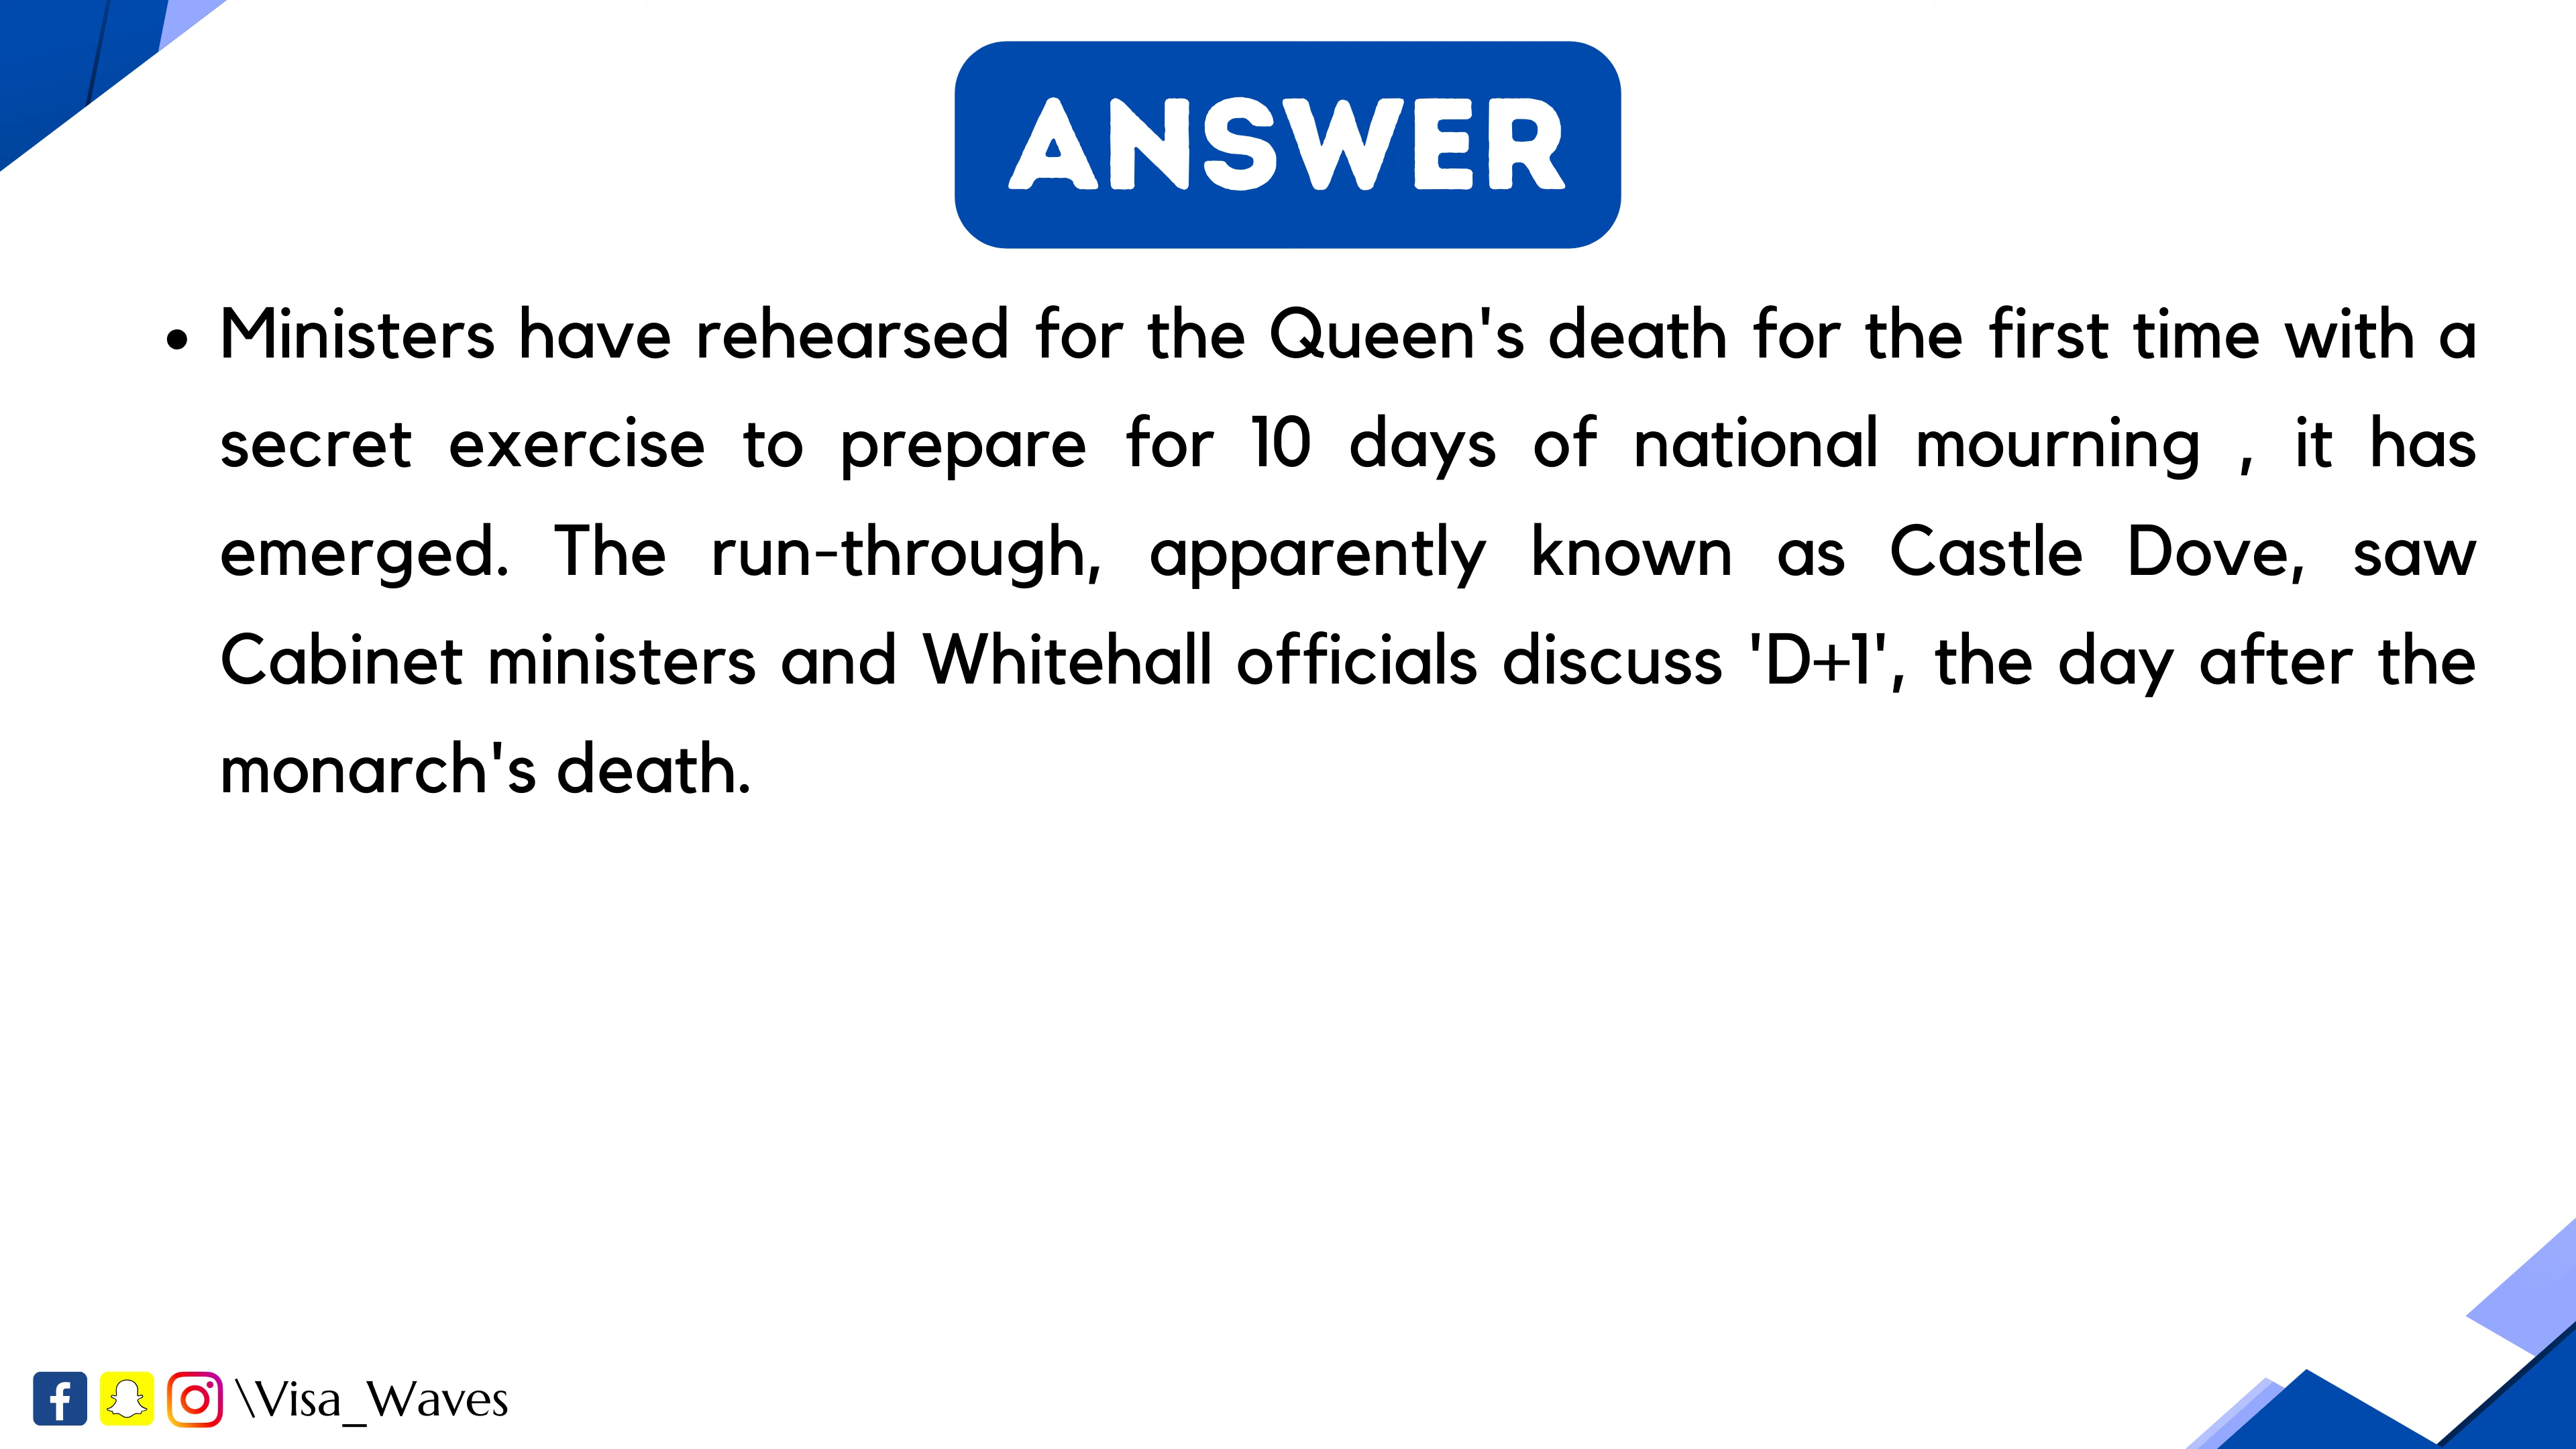 ANSWER
• Ministers have rehearsed for the Queen's death for the first time with a
secret exercise to prepare for 10 days of national mourning , it has
emerged. The run-through, apparently known as Castle Dove, saw
Cabinet ministers and Whitehall officials discuss 'D+1', the day after the
monarch's death.
\Visa_Waves